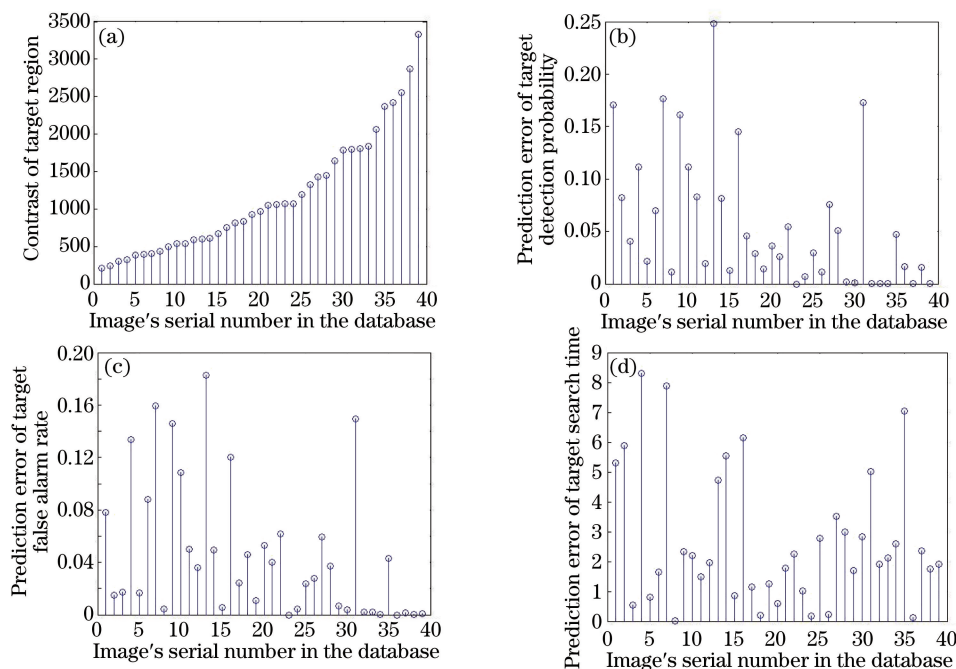 (a)
Contrast of target region
3500
3000
2500
2000
1500
1000
500
0
0 5 10 15 20 25 30 35 40
Image's serial number in the database
(b)
Prediction error of target
detection probability
0.25
0.20
0.15
0.10
0.05
0
0 5 10 15 20 25 30 35 40
Image's serial number in the database
(c)
Prediction error of target
false alarm rate
0.20
0.16
0.12
0.08
0.04
0
0 5 10 15 20 25 30 35 40
Image's serial number in the database
(d)
Prediction error of target search time
9
8
7
6
5
4
3
2
1
0
0 5 10 15 20 25 30 35 40
Image's serial number in the database